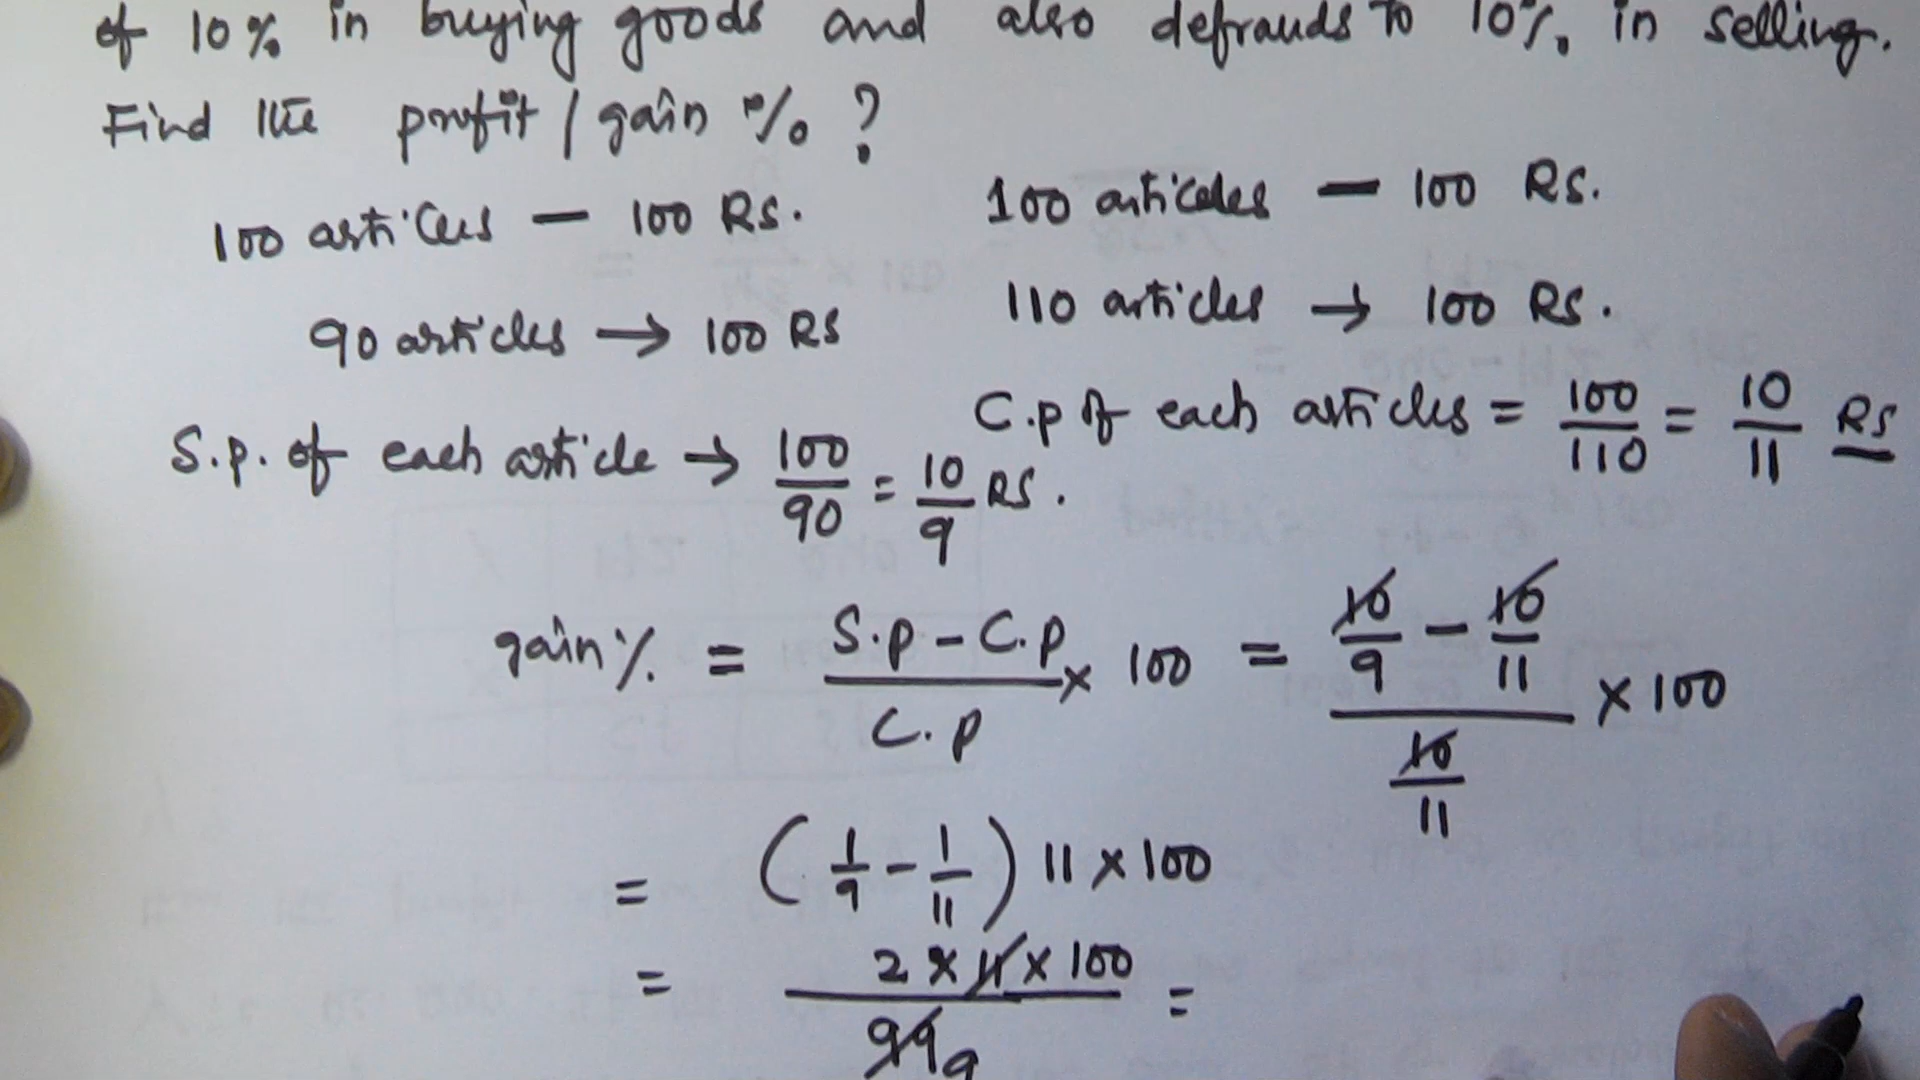 of 10% in buying goods and also defrauds to 10% in selling.
Find the profit / gain % ?
100 articles — 100 RS.
90 articles → 100 RS
S.p. of each article → 100/90 = 10/9 RS.
100 articales — 100 RS.
110 articles → 100 RS.
C.p of each articles = 100/110 = 10/11 RS
gain% = S.p - C.p / C.p × 100 = 10/9 - 10/11 / 10/11 × 100
= (1/9 - 1/11) 11 × 100
= 2 × 11 × 100 / 99 9 =